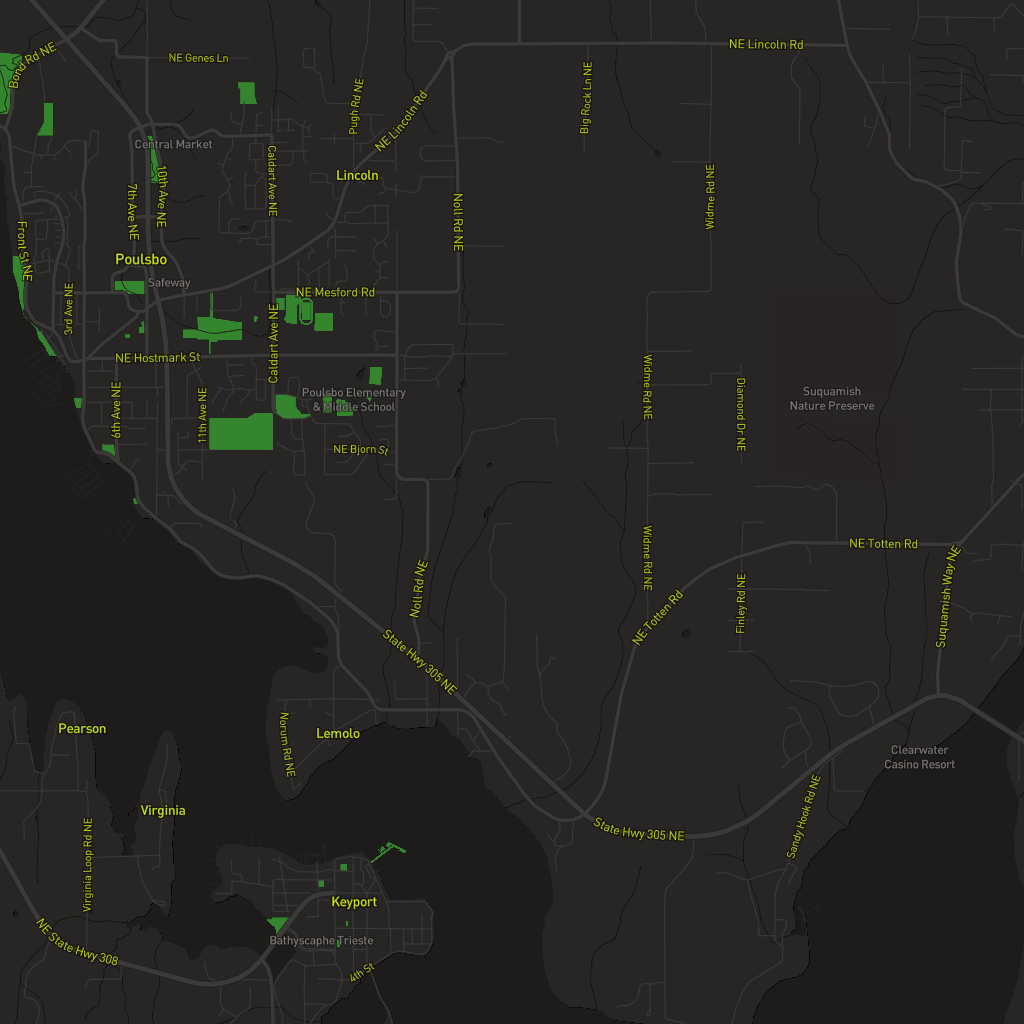 Bond Rd NE
NE Genes Ln
NE Lincoln Rd
Big Rock Ln NE
Pugh Rd NE
NE Lincoln Rd
Central Market
Caldart Ave NE
Lincoln
7th Ave NE
10th Ave NE
Widme Rd NE
Noll Rd NE
Front St NE
Poulsbo
Safeway
3rd Ave NE
NE Mesford Rd
Caldart Ave NE
NE Hostmark St
Widme Rd NE
Diamond Dr NE
Suquamish
Nature Preserve
6th Ave NE
11th Ave NE
Poulsbo Elementary
& Middle School
NE Bjorn St
NE Totten Rd
Widme Rd NE
Noll Rd NE
Finley Rd NE
Suquamish Way NE
NE Totten Rd
State Hwy 305 NE
Pearson
Norum Rd NE
Lemolo
Clearwater
Casino Resort
Virginia
Virginia Loop Rd NE
State Hwy 305 NE
Sandy Hook Rd NE
Keyport
NE State Hwy 308
Bathyscaphe Trieste
4th St